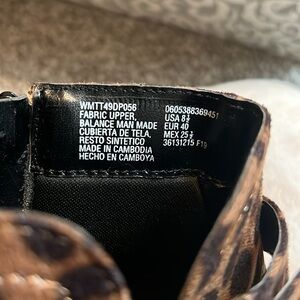 WMTT49DP056
FABRIC UPPER,
BALANCE MAN MADE
CUBIERTA DE TELA,
RESTO SINTETICO
MADE IN CAMBODIA
HECHO EN CAMBOYA
0605388369451
USA 8½
EUR 40
MEX 25½
36131215 F19